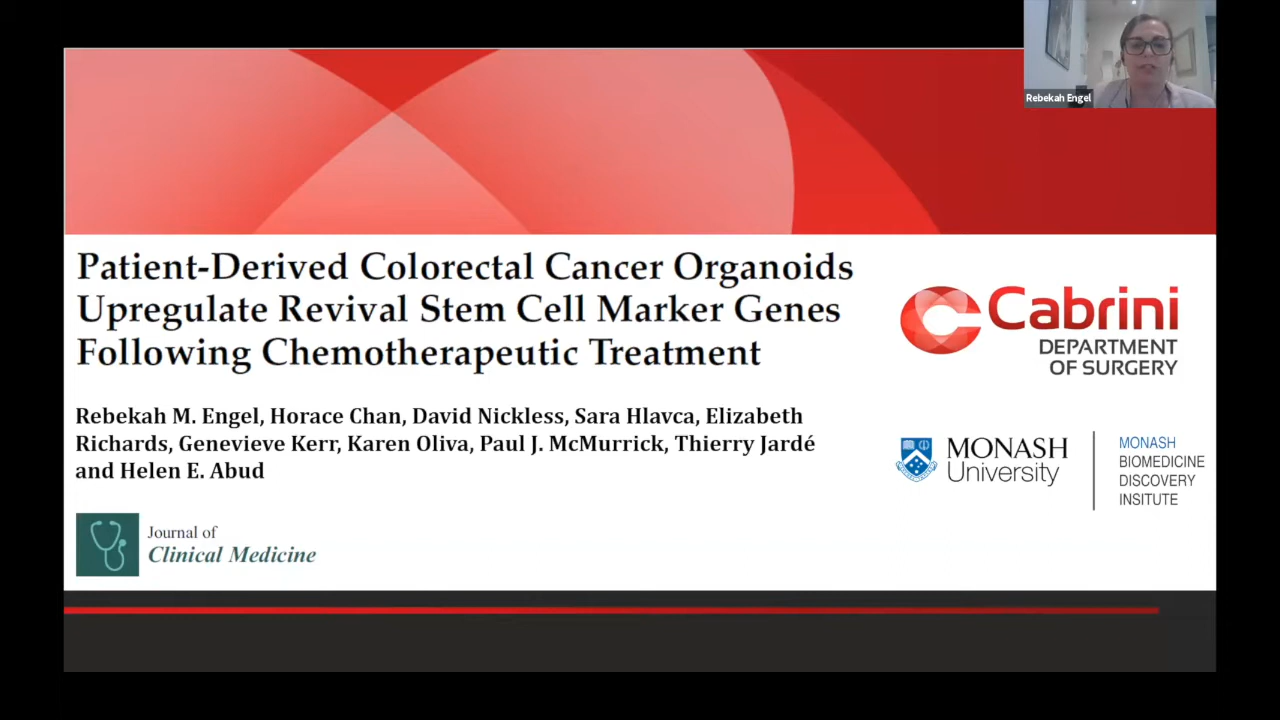 Rebekah Engel
Patient-Derived Colorectal Cancer Organoids
Upregulate Revival Stem Cell Marker Genes
Following Chemotherapeutic Treatment
Rebekah M. Engel, Horace Chan, David Nickless, Sara Hlavca, Elizabeth
Richards, Genevieve Kerr, Karen Oliva, Paul J. McMurrick, Thierry Jardé
and Helen E. Abud
Journal of
Clinical Medicine
Cabrini
DEPARTMENT
OF SURGERY
MONASH
University
MONASH
BIOMEDICINE
DISCOVERY
INSITUTE